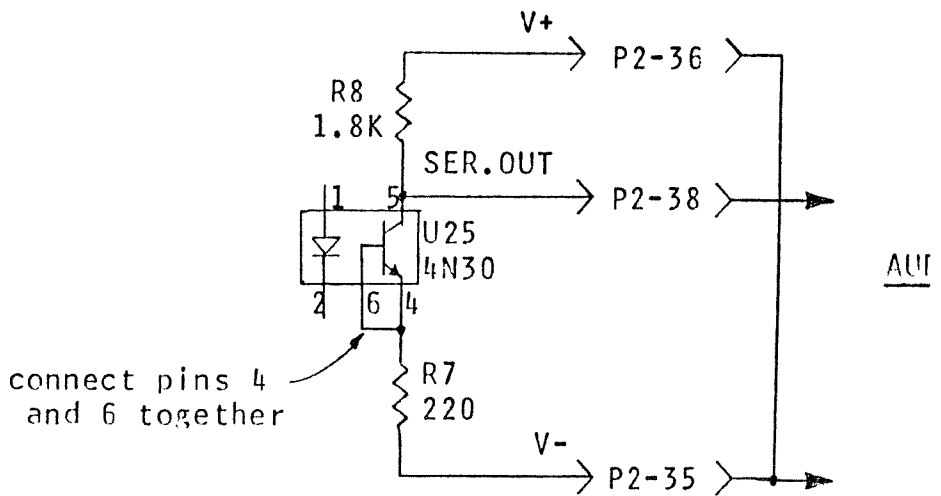 V+
P2-36
R8
1.8K
SER.OUT
P2-38
1
5
U25
4N30
2
6
4
connect pins 4
and 6 together
R7
220
V-
P2-35